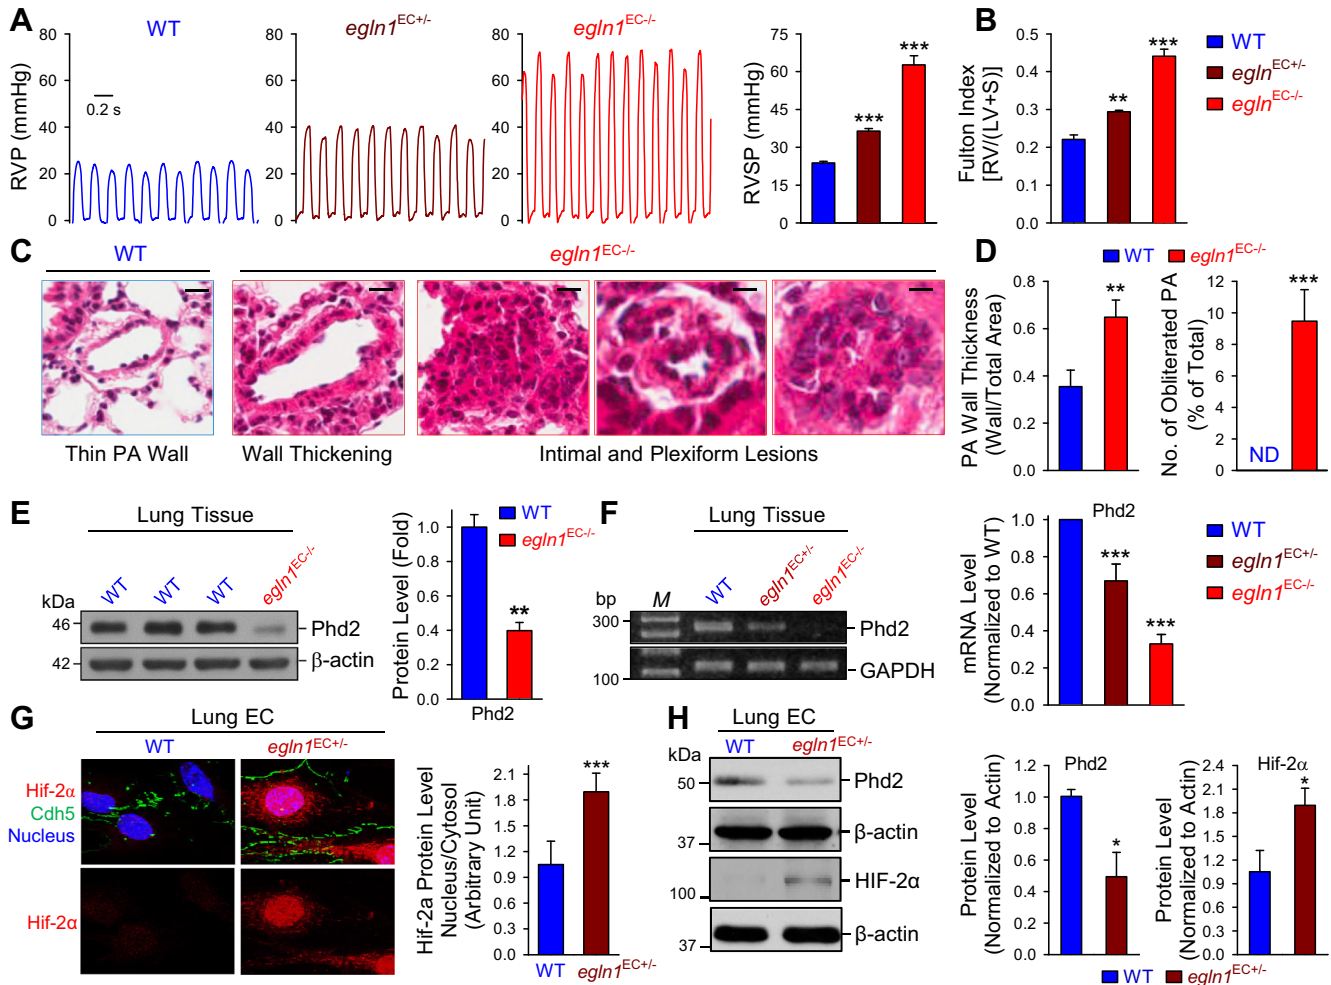 A
WT
egln1EC+/-
egln1EC-/-
RVP (mmHg)
80
60
40
20
0
0.2 s
80
60
40
20
0
80
60
40
20
0
RVSP (mmHg)
75
60
45
30
15
0
***
***
B
Fulton Index
[RV/(LV+S)]
0.5
0.4
0.3
0.2
0.1
0.0
**
***
WT
eglnEC+/-
eglnEC-/-
C
WT
egln1EC-/-
Thin PA Wall
Wall Thickening
Intimal and Plexiform Lesions
D
WT
egln1EC-/-
PA Wall Thickness
(Wall/Total Area)
0.8
0.6
0.4
0.2
0.0
**
No. of Obliterated PA
(% of Total)
12
10
8
6
4
2
0
ND
***
E
Lung Tissue
WT
WT
WT
egln1EC-/-
kDa
46
Phd2
42
β-actin
Protein Level (Fold)
1.0
0.8
0.6
0.4
0.2
0.0
**
Phd2
WT
egln1EC-/-
F
Lung Tissue
bp
M
WT
egln1EC+/-
egln1EC-/-
300
Phd2
100
GAPDH
mRNA Level
(Normalized to WT)
Phd2
1.0
0.8
0.6
0.4
0.2
0.0
***
***
WT
egln1EC+/-
egln1EC-/-
G
Lung EC
WT
egln1EC+/-
Hif-2α
Cdh5
Nucleus
Hif-2α
Hif-2a Protein Level
Nucleus/Cytosol
(Arbitrary Unit)
2.1
1.8
1.5
1.2
0.9
0.6
0.3
0.0
***
WT
egln1EC+/-
H
Lung EC
kDa
WT
egln1EC+/-
50
Phd2
37
β-actin
100
HIF-2α
37
β-actin
Protein Level
(Normalized to Actin)
Phd2
1.2
1.0
0.8
0.6
0.4
0.2
0.0
*
Protein Level
(Normalized to Actin)
Hif-2α
2.4
2.1
1.8
1.5
1.2
0.9
0.6
0.3
0.0
*
WT
egln1EC+/-